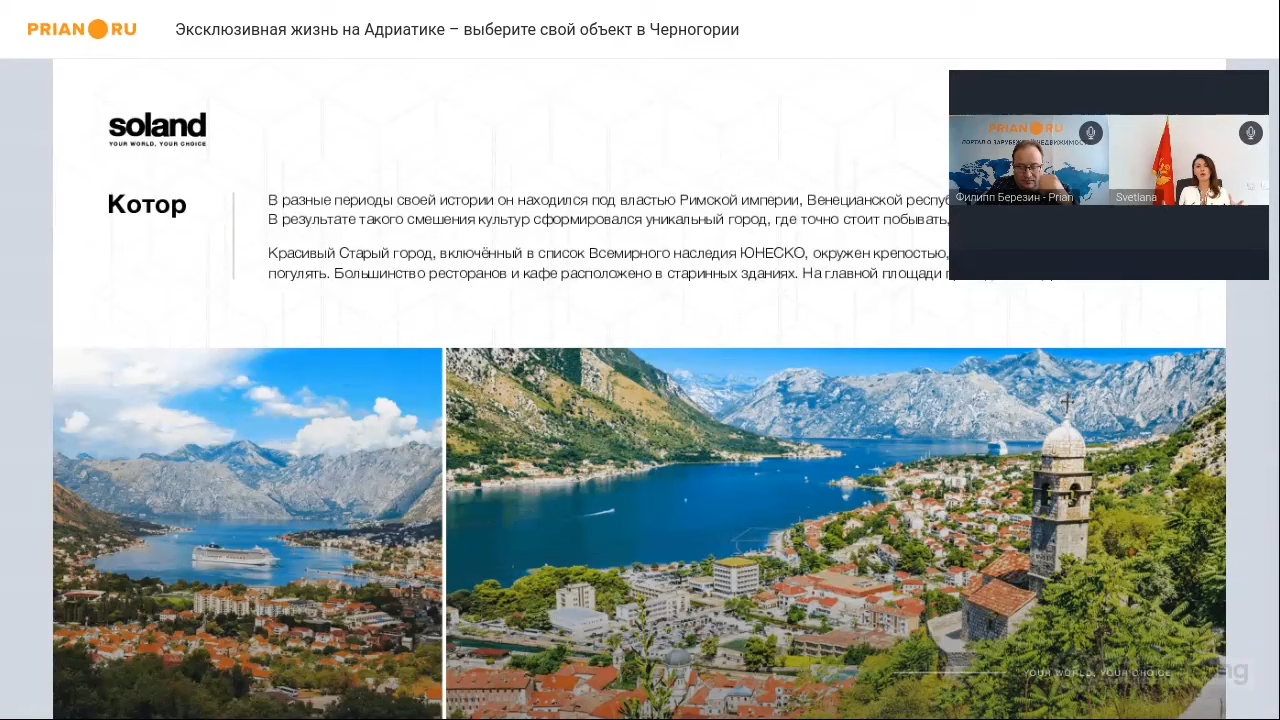 PRIAN RU
Эксклюзивная жизнь на Адриатике – выберите свой объект в Черногории
soland
YOUR WORLD, YOUR CHOICE
PRIAN RU
Филипп Березин - Prian
Svetlana
Котор
В разные периоды своей истории он находился под властью Римской империи, Венецианской
В результате такого смешения культур сформировался уникальный город, где точно стоит побывать,
Красивый Старый город, включённый в список Всемирного наследия ЮНЕСКО, окружен крепостью,
погулять. Большинство ресторанов и кафе расположено в старинных зданиях. На главной площади
YOUR WORLD, YOUR CHOICE